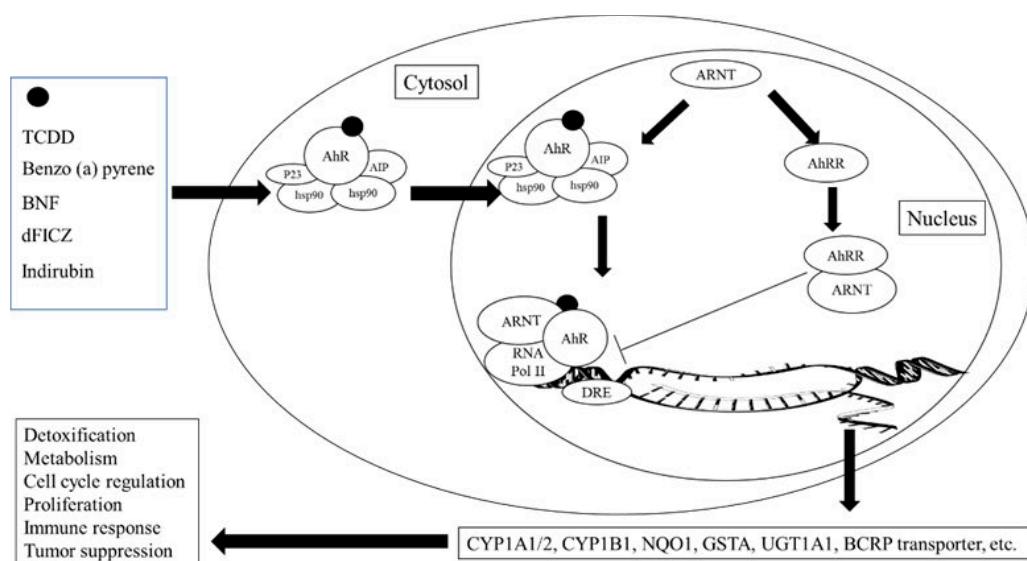 TCDD
Benzo (a) pyrene
BNF
dFICZ
Indirubin
Cytosol
AhR
P23
AIP
hsp90
hsp90
AhR
P23
AIP
hsp90
hsp90
ARNT
AhRR
Nucleus
AhRR
ARNT
ARNT
AhR
RNA
Pol II
DRE
Detoxification
Metabolism
Cell cycle regulation
Proliferation
Immune response
Tumor suppression
CYP1A1/2, CYP1B1, NQO1, GSTA, UGT1A1, BCRP transporter, etc.